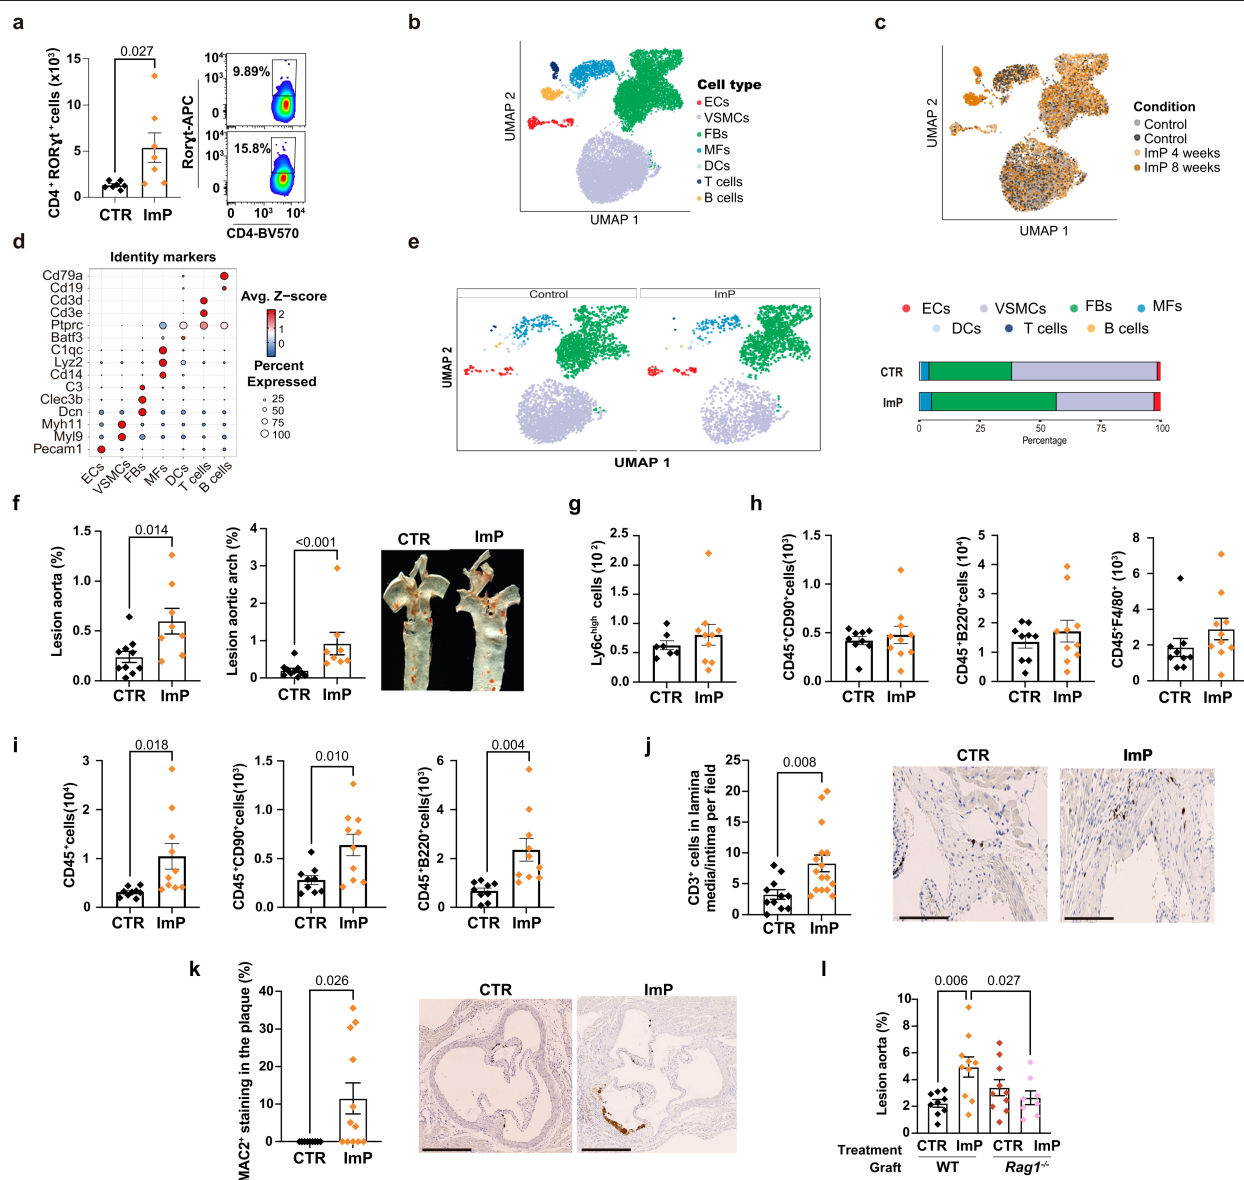 a
CD4⁺ RORγt⁺cells (x10³)
15
10
5
0
0.027
CTR
ImP
Rorγt-APC
10⁴
10³
0
9.89%
10⁴
10³
0
15.8%
0
10³
10⁴
CD4-BV570
b
UMAP 2
UMAP 1
Cell type
ECs
VSMCs
FBs
MFs
DCs
T cells
B cells
c
UMAP 2
UMAP 1
Condition
Control
Control
ImP 4 weeks
ImP 8 weeks
d
Identity markers
Cd79a
Cd19
Cd3d
Cd3e
Ptprc
Batf3
C1qc
Lyz2
Cd14
C3
Clec3b
Dcn
Myh11
Myl9
Pecam1
ECs
VSMCs
FBs
MFs
DCs
T cells
B cells
Avg. Z−score
2
1
0
Percent
Expressed
25
50
75
100
e
Control
ImP
UMAP 2
UMAP 1
ECs
VSMCs
FBs
MFs
DCs
T cells
B cells
CTR
ImP
0
25
50
75
100
Percentage
f
Lesion aorta (%)
1.5
1.0
0.5
0.0
0.014
CTR
ImP
Lesion aortic arch (%)
4
3
2
1
0
<0.001
CTR
ImP
CTR
ImP
g
Ly6cʰⁱᵍʰ cells (10²)
2.5
2.0
1.5
1.0
0.5
0.0
CTR
ImP
h
CD45⁺CD90⁺cells(10³)
1.5
1.0
0.5
0.0
CTR
ImP
CD45⁺B220⁺cells (10⁴)
5
4
3
2
1
0
CTR
ImP
CD45⁺F4/80⁺ (10³)
8
6
4
2
0
CTR
ImP
i
CD45⁺cells(10⁴)
3
2
1
0
0.018
CTR
ImP
CD45⁺CD90⁺cells(10³)
1.5
1.0
0.5
0.0
0.010
CTR
ImP
CD45⁺B220⁺cells(10³)
6
4
2
0
0.004
CTR
ImP
j
CD3⁺ cells in lamina
media/intima per field
25
20
15
10
5
0
0.008
CTR
ImP
CTR
ImP
k
MAC2⁺ staining in the plaque (%)
40
30
20
10
0
0.026
CTR
ImP
CTR
ImP
l
Lesion aorta (%)
10
8
6
4
2
0
0.006
0.027
Treatment
CTR
ImP
CTR
ImP
Graft
WT
Rag1⁻/⁻